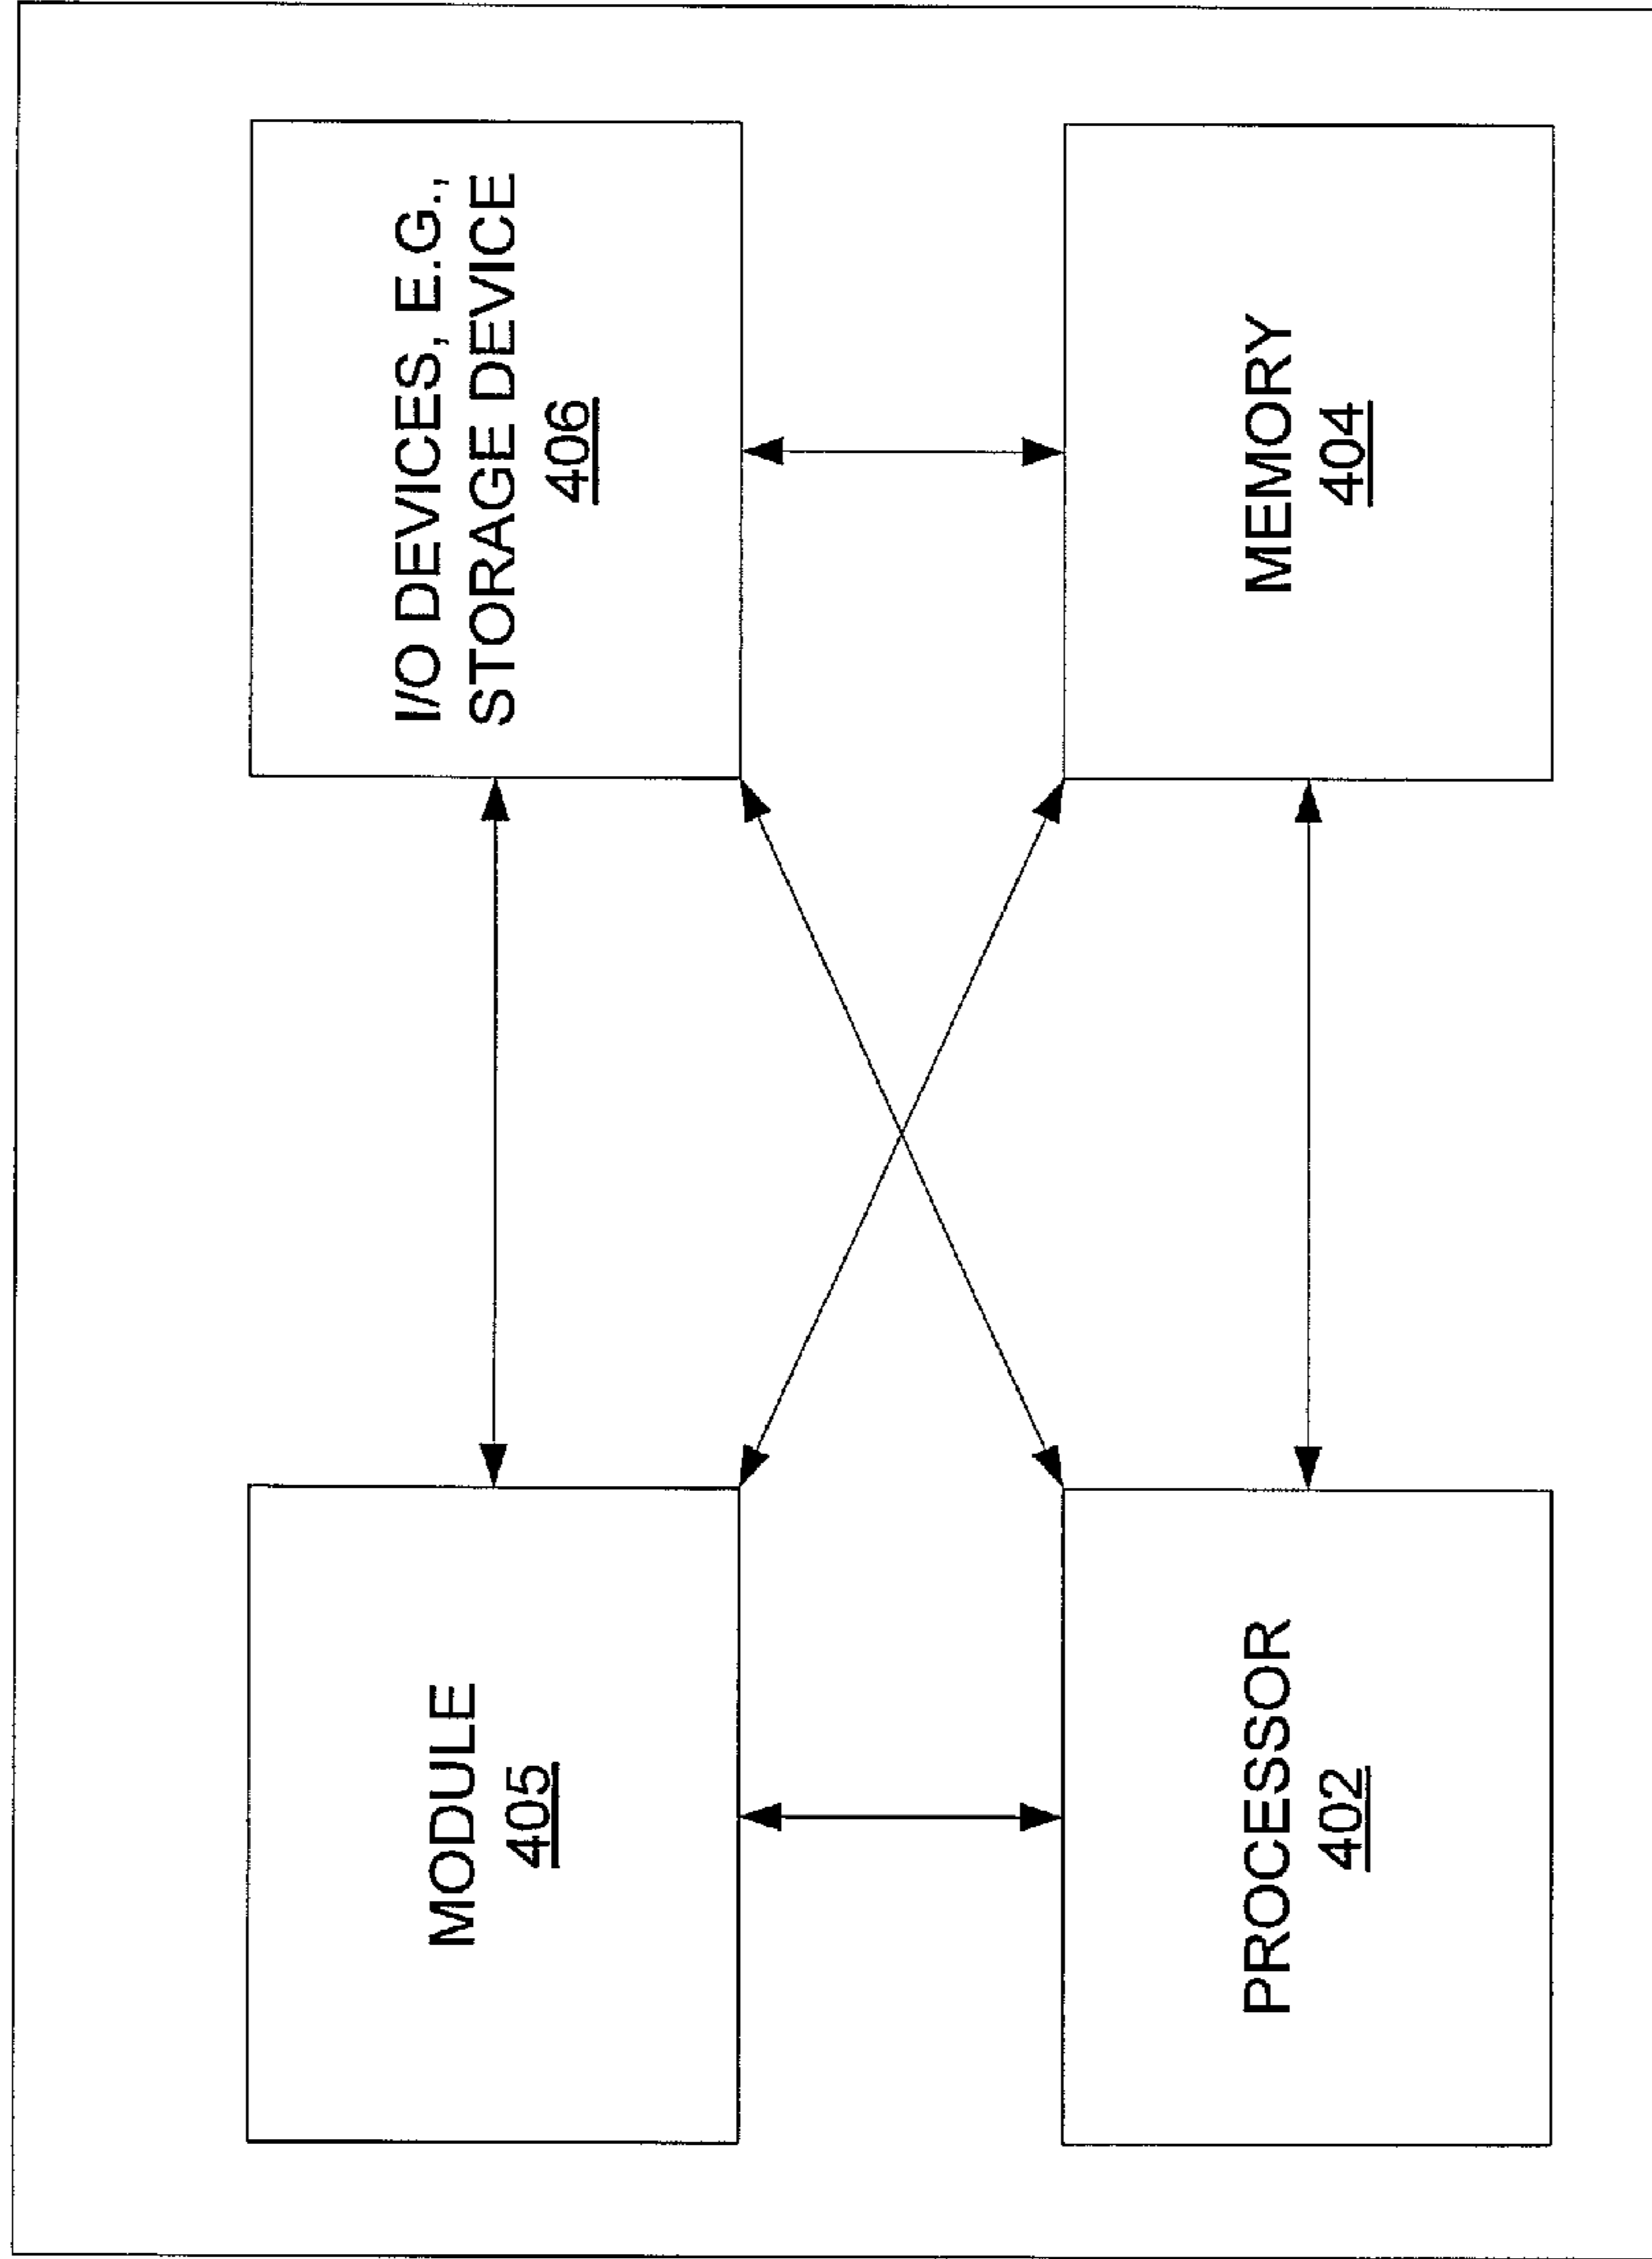 MODULE
405
I/O DEVICES, E.G.,
STORAGE DEVICE
406
PROCESSOR
402
MEMORY
404